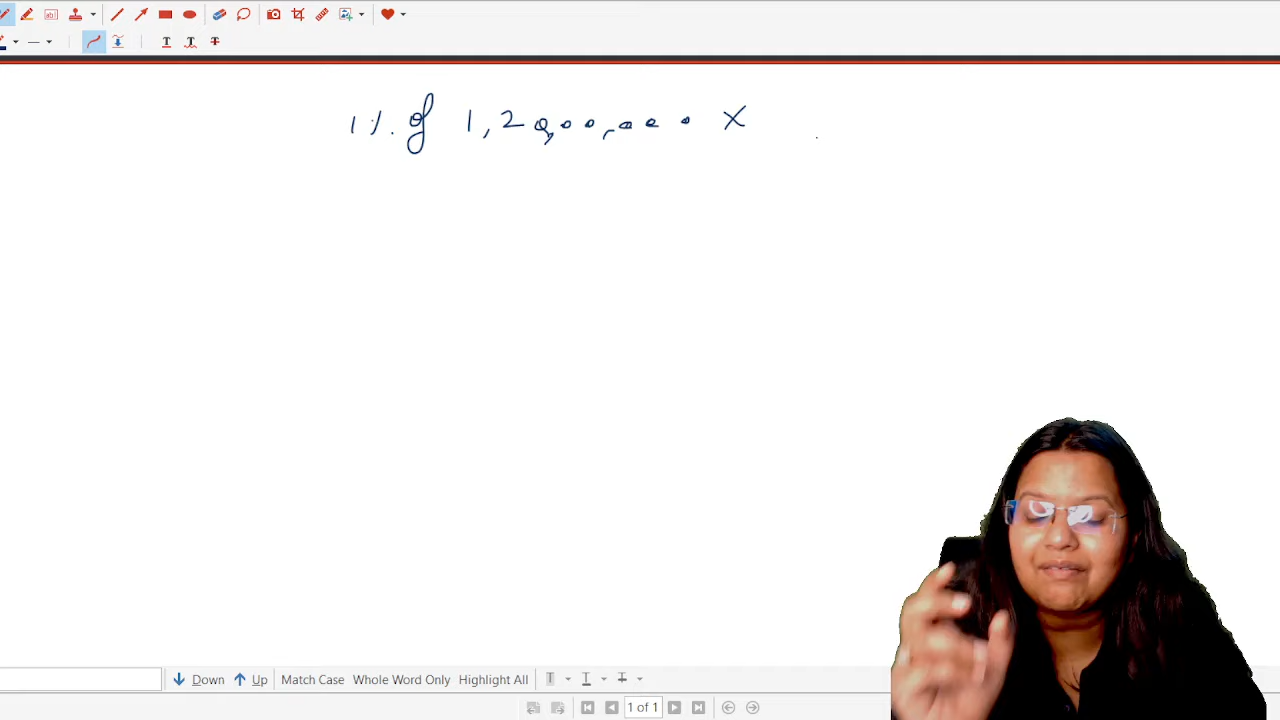 1%. of 1,20,00,000 X
Down Up Match Case Whole Word Only Highlight All T T T
1 of 1